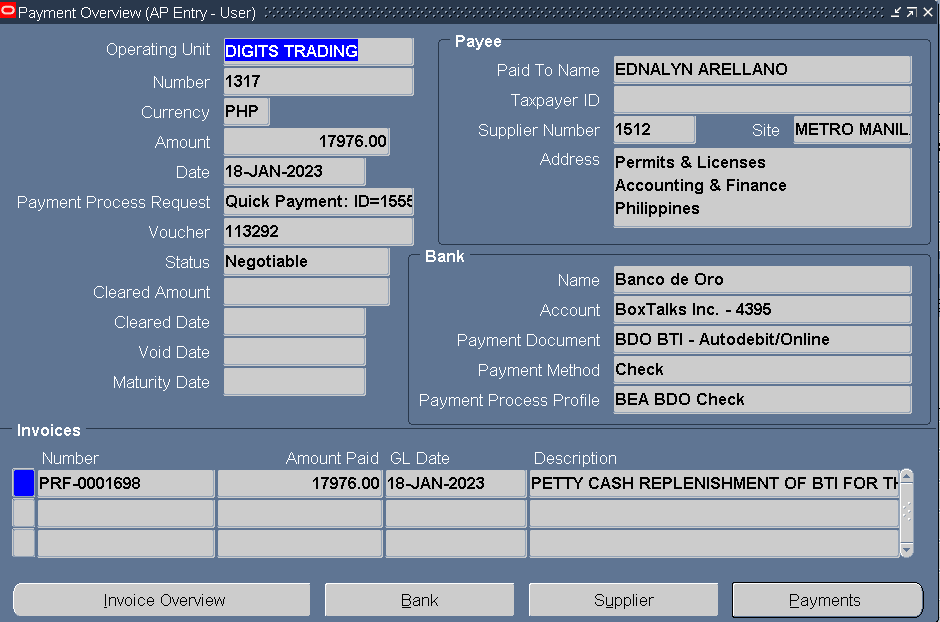 Payment Overview (AP Entry - User)
Operating Unit DIGITS TRADING
Number 1317
Currency PHP
Amount 17976.00
Date 18-JAN-2023
Payment Process Request Quick Payment: ID=1555
Voucher 113292
Status Negotiable
Cleared Amount
Cleared Date
Void Date
Maturity Date
Payee
Paid To Name EDNALYN ARELLANO
Taxpayer ID
Supplier Number 1512 Site METRO MANIL
Address Permits & Licenses
Accounting & Finance
Philippines
Bank
Name Banco de Oro
Account BoxTalks Inc. - 4395
Payment Document BDO BTI - Autodebit/Online
Payment Method Check
Payment Process Profile BEA BDO Check
Invoices
Number Amount Paid GL Date Description
PRF-0001698 17976.00 18-JAN-2023 PETTY CASH REPLENISHMENT OF BTI FOR TH
Invoice Overview Bank Supplier Payments